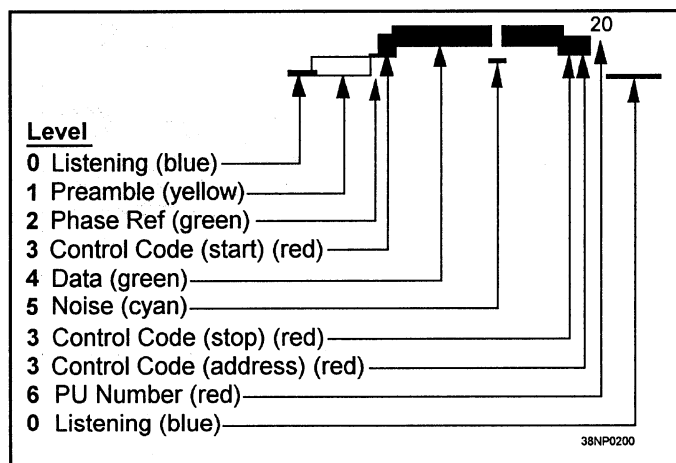 20
Level
0 Listening (blue)
1 Preamble (yellow)
2 Phase Ref (green)
3 Control Code (start) (red)
4 Data (green)
5 Noise (cyan)
3 Control Code (stop) (red)
3 Control Code (address) (red)
6 PU Number (red)
0 Listening (blue)
38NP0200